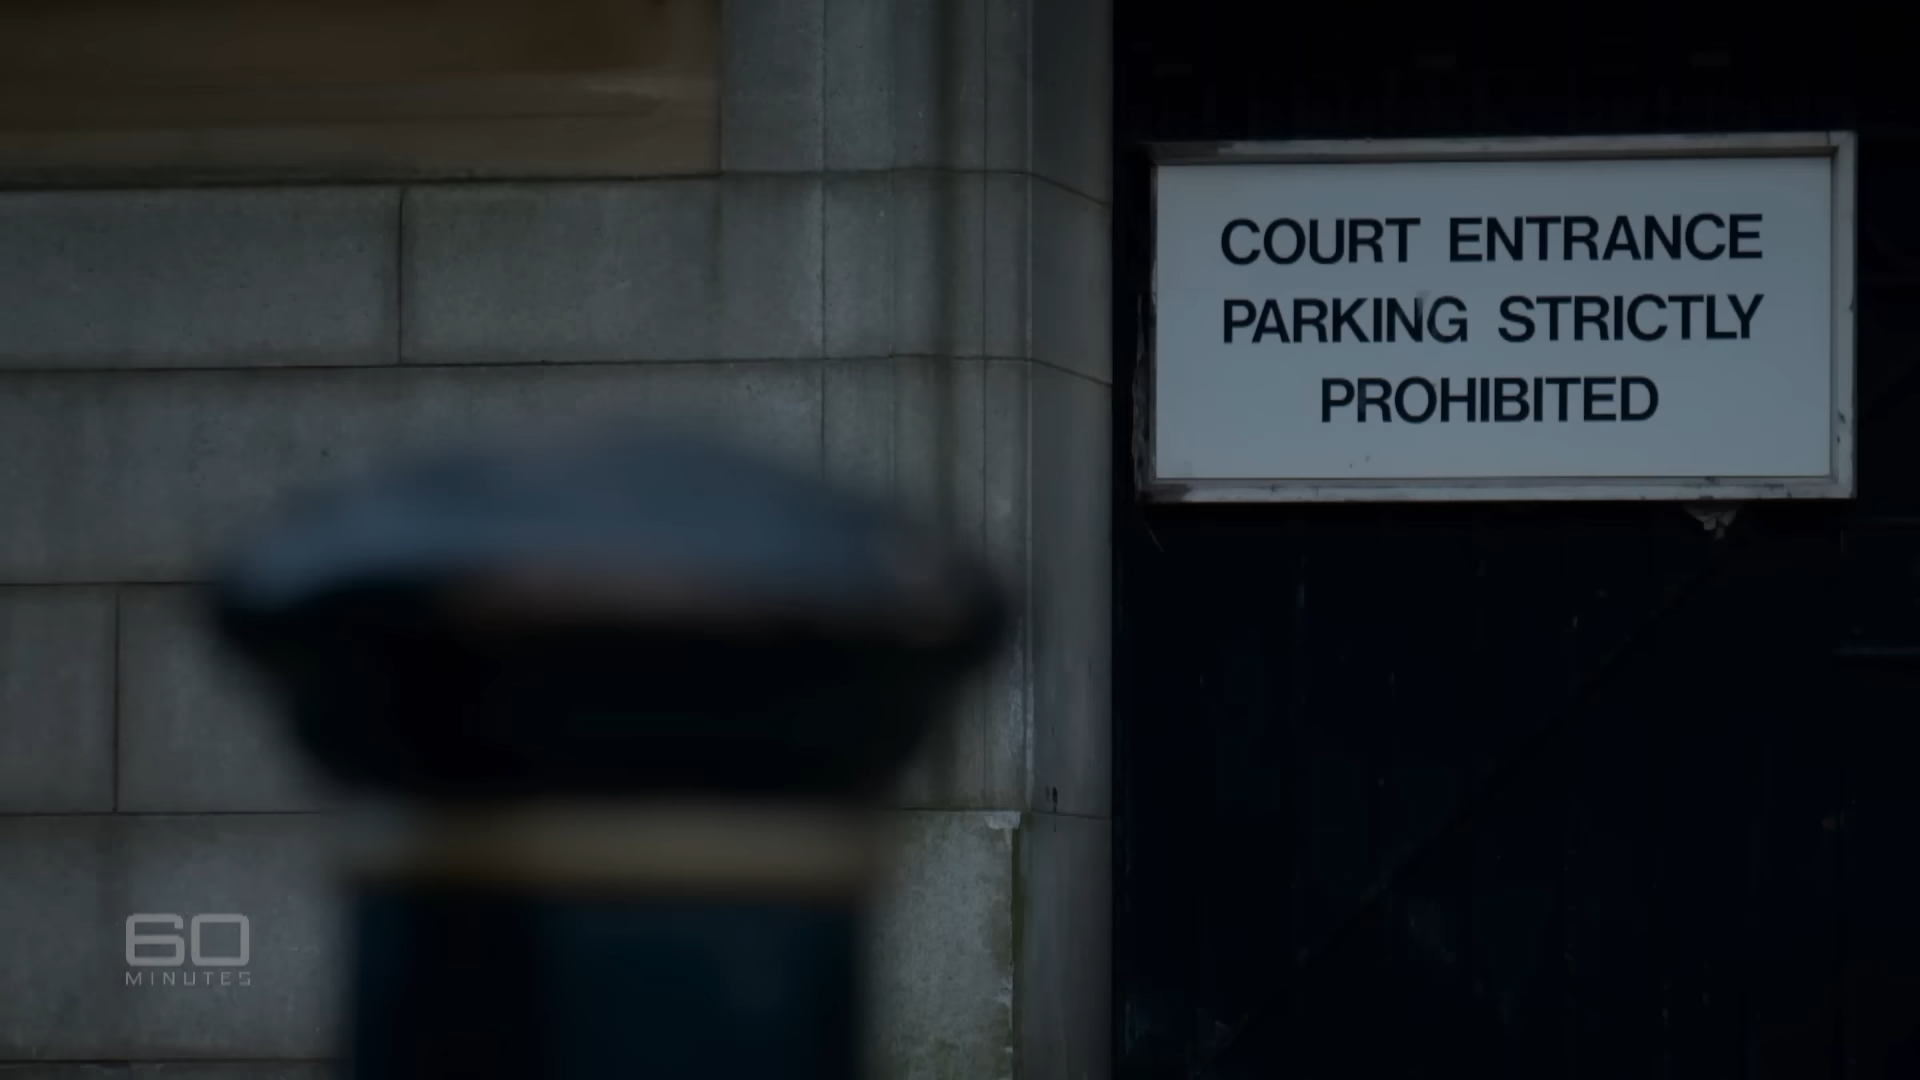 COURT ENTRANCE
PARKING STRICTLY
PROHIBITED
60
MINUTES